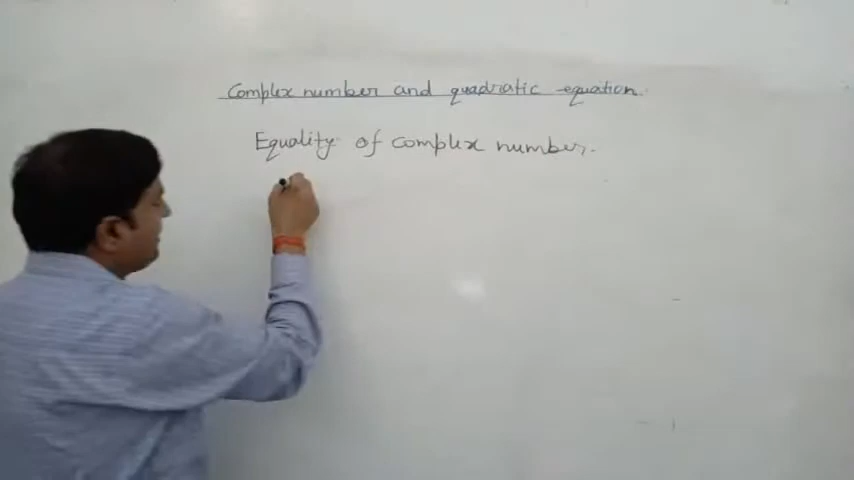 Complex number and quadratic equation.
Equality of complex number.